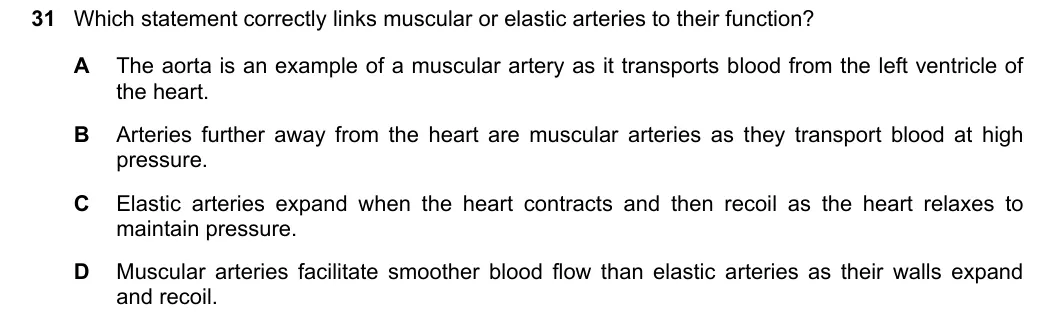 31 Which statement correctly links muscular or elastic arteries to their function?
A The aorta is an example of a muscular artery as it transports blood from the left ventricle of
the heart.
B Arteries further away from the heart are muscular arteries as they transport blood at high
pressure.
C Elastic arteries expand when the heart contracts and then recoil as the heart relaxes to
maintain pressure.
D Muscular arteries facilitate smoother blood flow than elastic arteries as their walls expand
and recoil.